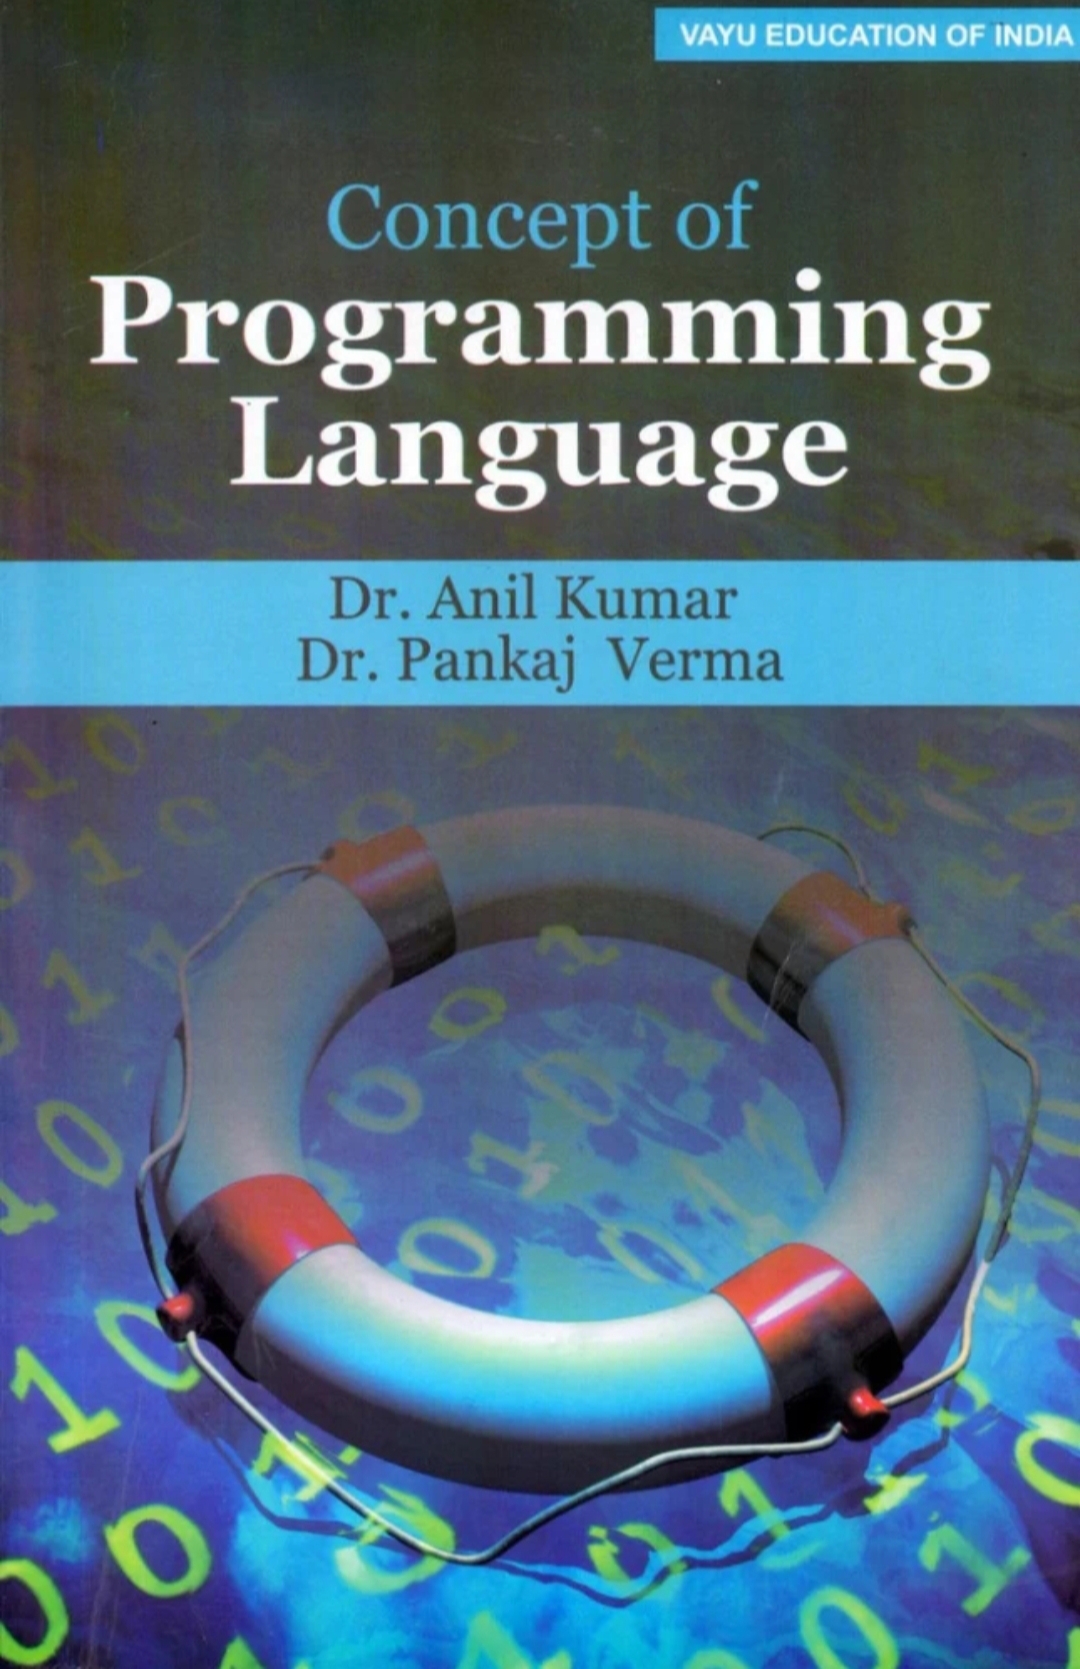 VAYU EDUCATION OF INDIA
Concept of
Programming
Language
Dr. Anil Kumar
Dr. Pankaj Verma